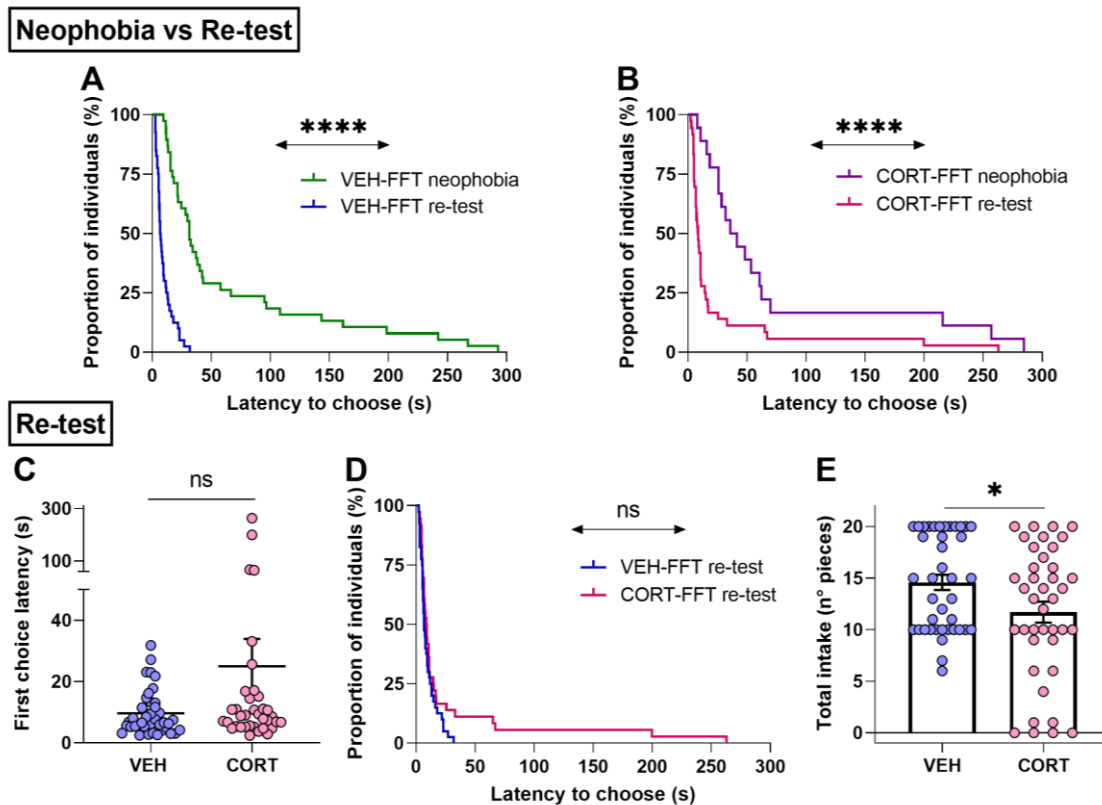 Neophobia vs Re-test
A
Proportion of individuals (%)
100
75
50
25
0
****
VEH-FFT neophobia
VEH-FFT re-test
0 50 100 150 200 250 300
Latency to choose (s)
B
Proportion of individuals (%)
100
75
50
25
0
****
CORT-FFT neophobia
CORT-FFT re-test
0 50 100 150 200 250 300
Latency to choose (s)
Re-test
C
First choice latency (s)
ns
300
100
40
20
0
VEH CORT
D
Proportion of individuals (%)
100
75
50
25
0
ns
VEH-FFT re-test
CORT-FFT re-test
0 50 100 150 200 250 300
Latency to choose (s)
E
Total intake (n° pieces)
*
20
15
10
5
0
VEH CORT